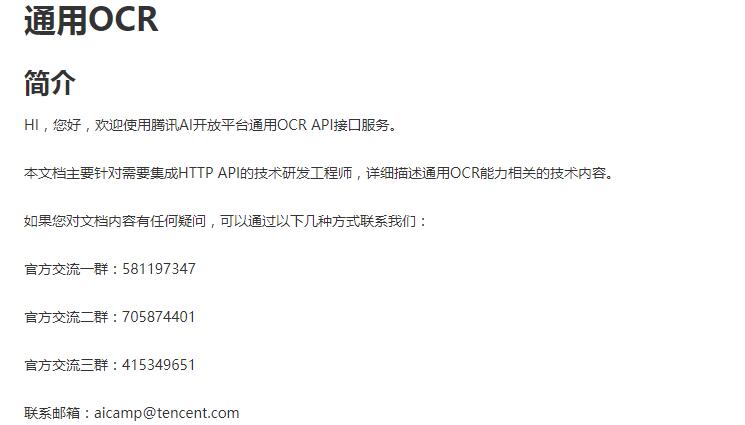 通用OCR
简介
HI，您好，欢迎使用腾讯AI开放平台通用OCR API接口服务。
本文档主要针对需要集成HTTP API的技术研发工程师，详细描述通用OCR能力相关的技术内容。
如果您对文档内容有任何疑问，可以通过以下几种方式联系我们：
官方交流一群：581197347
官方交流二群：705874401
官方交流三群：415349651
联系邮箱：aicamp@tencent.com